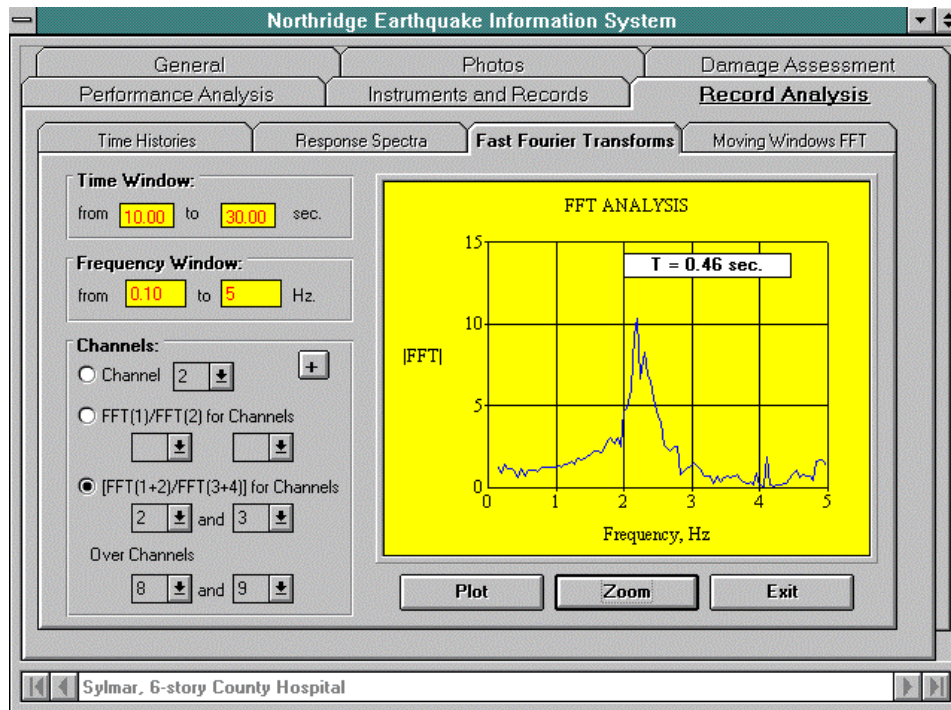 Northridge Earthquake Information System
General Photos Damage Assessment
Performance Analysis Instruments and Records Record Analysis
Time Histories Response Spectra Fast Fourier Transforms Moving Windows FFT
Time Window:
from 10.00 to 30.00 sec.
Frequency Window:
from 0.10 to 5 Hz.
Channels:
Channel 2 +
FFT(1)/FFT(2) for Channels
[FFT(1+2)/FFT(3+4)] for Channels
2 and 3
Over Channels
8 and 9
FFT ANALYSIS
15
T = 0.46 sec.
10
|FFT|
5
0
0 1 2 3 4 5
Frequency, Hz
Plot Zoom Exit
Sylmar, 6-story County Hospital